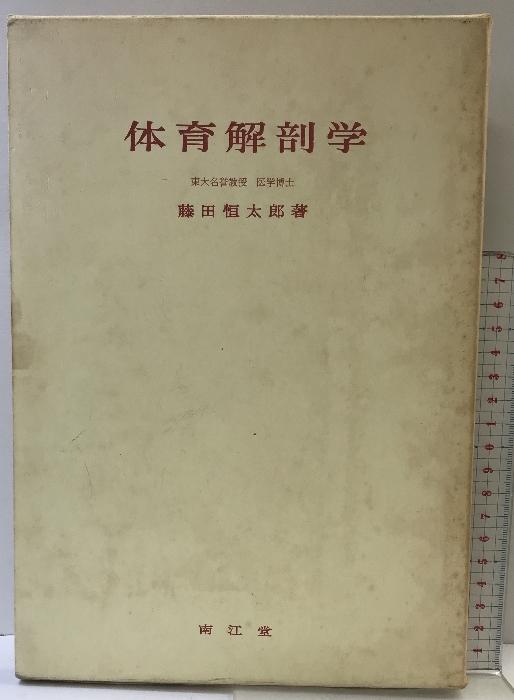 体育解剖学
東大名誉教授 医学博士
藤田恒太郎著
南江堂